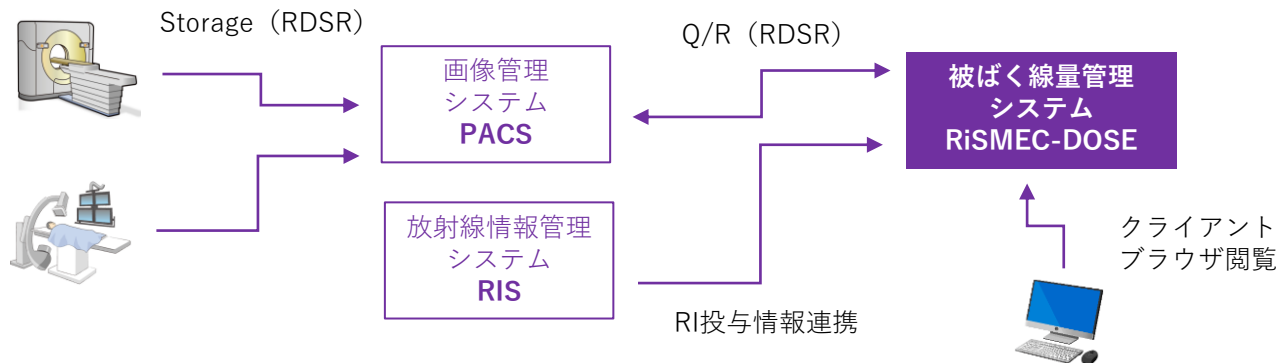 Storage（RDSR）
画像管理
システム
PACS
Q/R（RDSR）
被ばく線量管理
システム
RiSMEC-DOSE
放射線情報管理
システム
RIS
RI投与情報連携
クライアント
ブラウザ閲覧